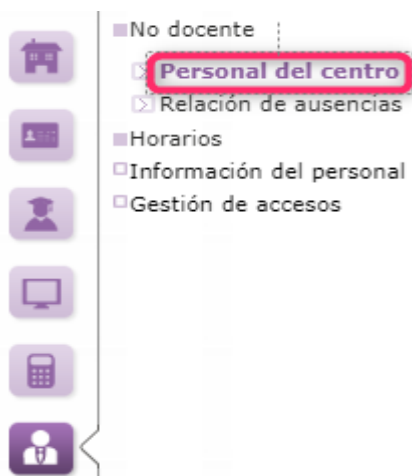 No docente
Personal del centro
Relación de ausencias
Horarios
Información del personal
Gestión de accesos